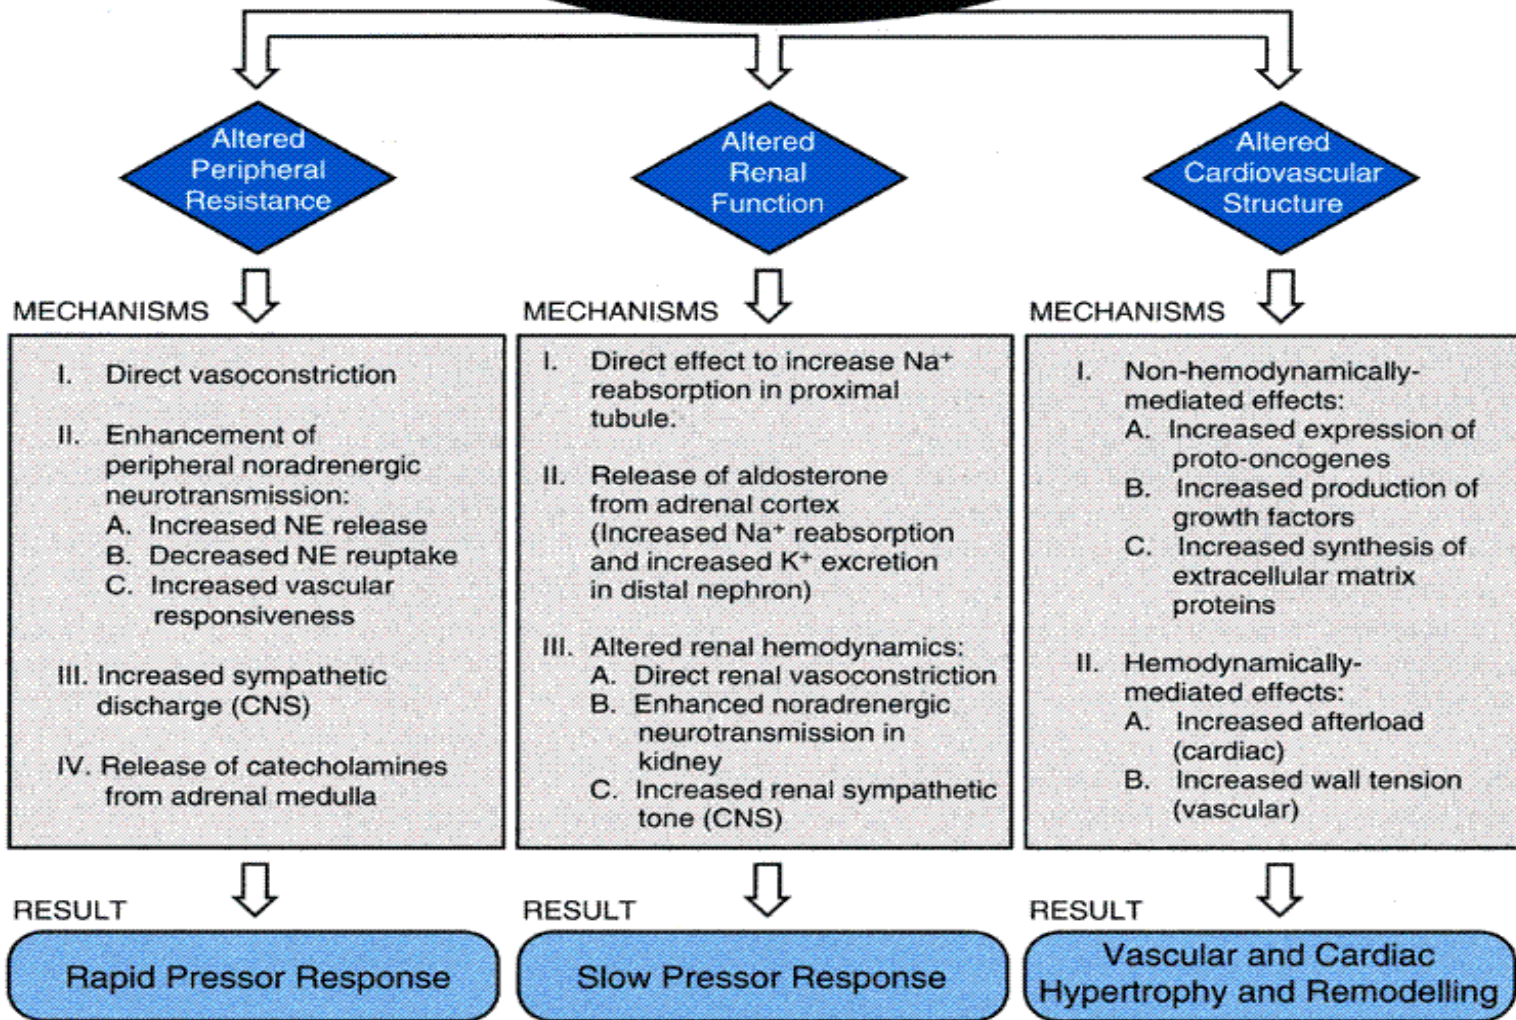 Altered
Peripheral
Resistance
Altered
Renal
Function
Altered
Cardiovascular
Structure
MECHANISMS
I. Direct vasoconstriction
II. Enhancement of
peripheral noradrenergic
neurotransmission:
A. Increased NE release
B. Decreased NE reuptake
C. Increased vascular
responsiveness
III. Increased sympathetic
discharge (CNS)
IV. Release of catecholamines
from adrenal medulla
MECHANISMS
I. Direct effect to increase Na⁺
reabsorption in proximal
tubule.
II. Release of aldosterone
from adrenal cortex
(Increased Na⁺ reabsorption
and increased K⁺ excretion
in distal nephron)
III. Altered renal hemodynamics:
A. Direct renal vasoconstriction
B. Enhanced noradrenergic
neurotransmission in
kidney
C. Increased renal sympathetic
tone (CNS)
MECHANISMS
I. Non-hemodynamically-
mediated effects:
A. Increased expression of
proto-oncogenes
B. Increased production of
growth factors
C. Increased synthesis of
extracellular matrix
proteins
II. Hemodynamically-
mediated effects:
A. Increased afterload
(cardiac)
B. Increased wall tension
(vascular)
RESULT
Rapid Pressor Response
RESULT
Slow Pressor Response
RESULT
Vascular and Cardiac
Hypertrophy and Remodelling